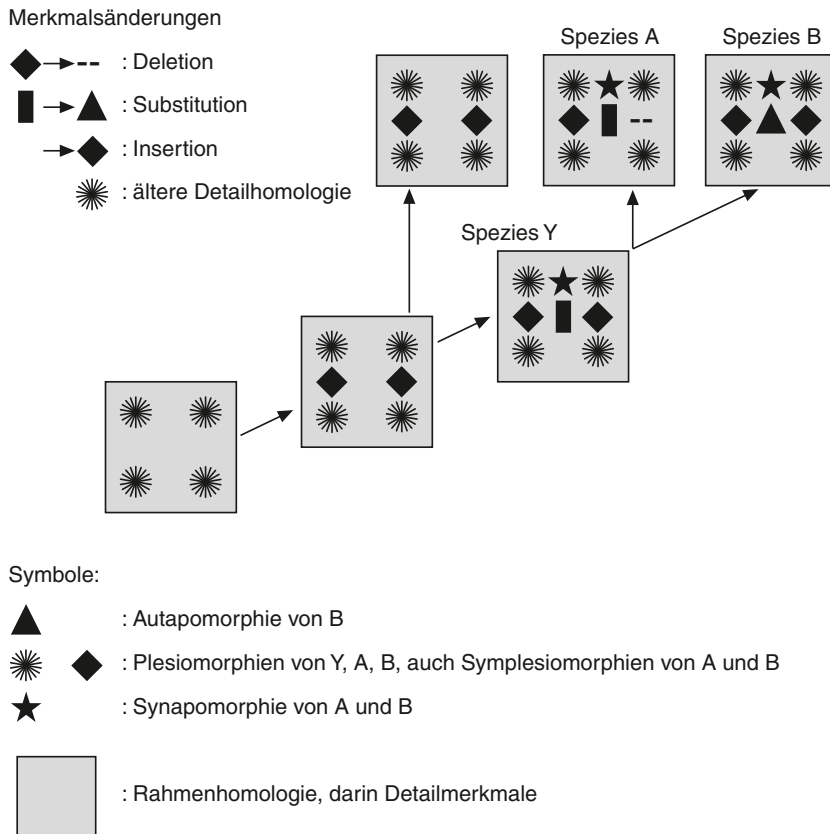 Merkmalsänderungen
: Deletion
: Substitution
: Insertion
: ältere Detailhomologie
Spezies A
Spezies B
Spezies Y
Symbole:
: Autapomorphie von B
: Plesiomorphien von Y, A, B, auch Symplesiomorphien von A und B
: Synapomorphie von A und B
: Rahmenhomologie, darin Detailmerkmale